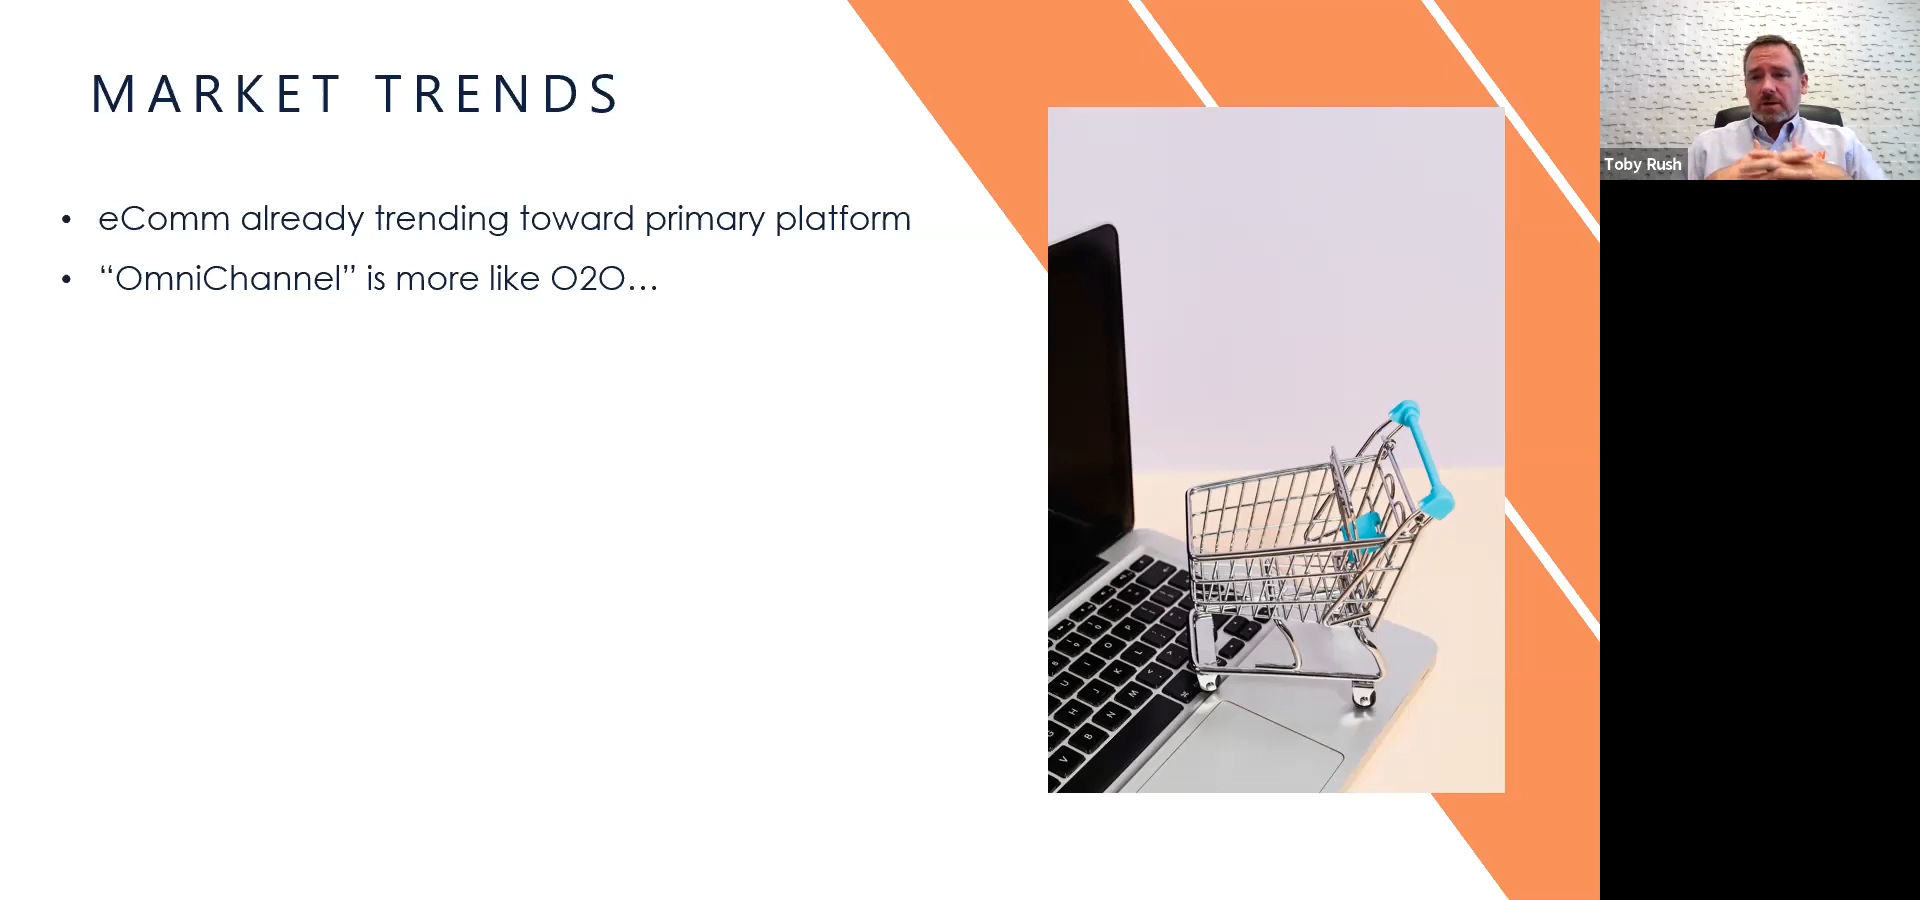 MARKET TRENDS
• eComm already trending toward primary platform
• “OmniChannel” is more like O2O…
Toby Rush